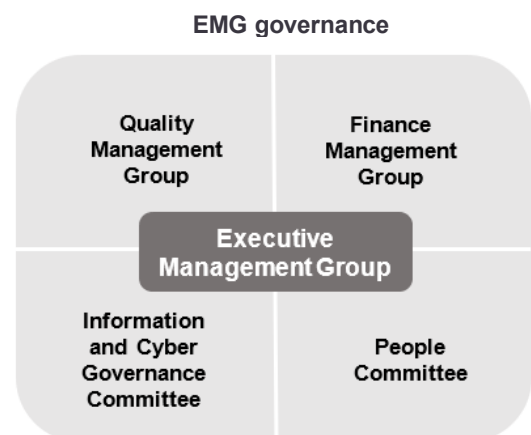 EMG governance
Quality
Management
Group
Finance
Management
Group
Executive
Management Group
Information
and Cyber
Governance
Committee
People
Committee